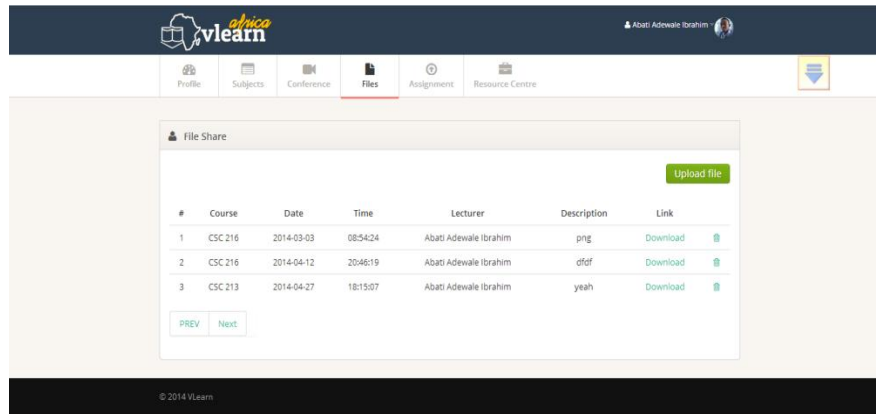 africa
vlearn
Abati Adewale Ibrahim
Profile Subjects Conference Files Assignment Resource Centre
File Share
Upload file
# Course Date Time Lecturer Description Link
1 CSC 216 2014-03-03 08:54:24 Abati Adewale Ibrahim png Download
2 CSC 216 2014-04-12 20:46:19 Abati Adewale Ibrahim dfdf Download
3 CSC 213 2014-04-27 18:15:07 Abati Adewale Ibrahim yeah Download
PREV Next
© 2014 VLearn